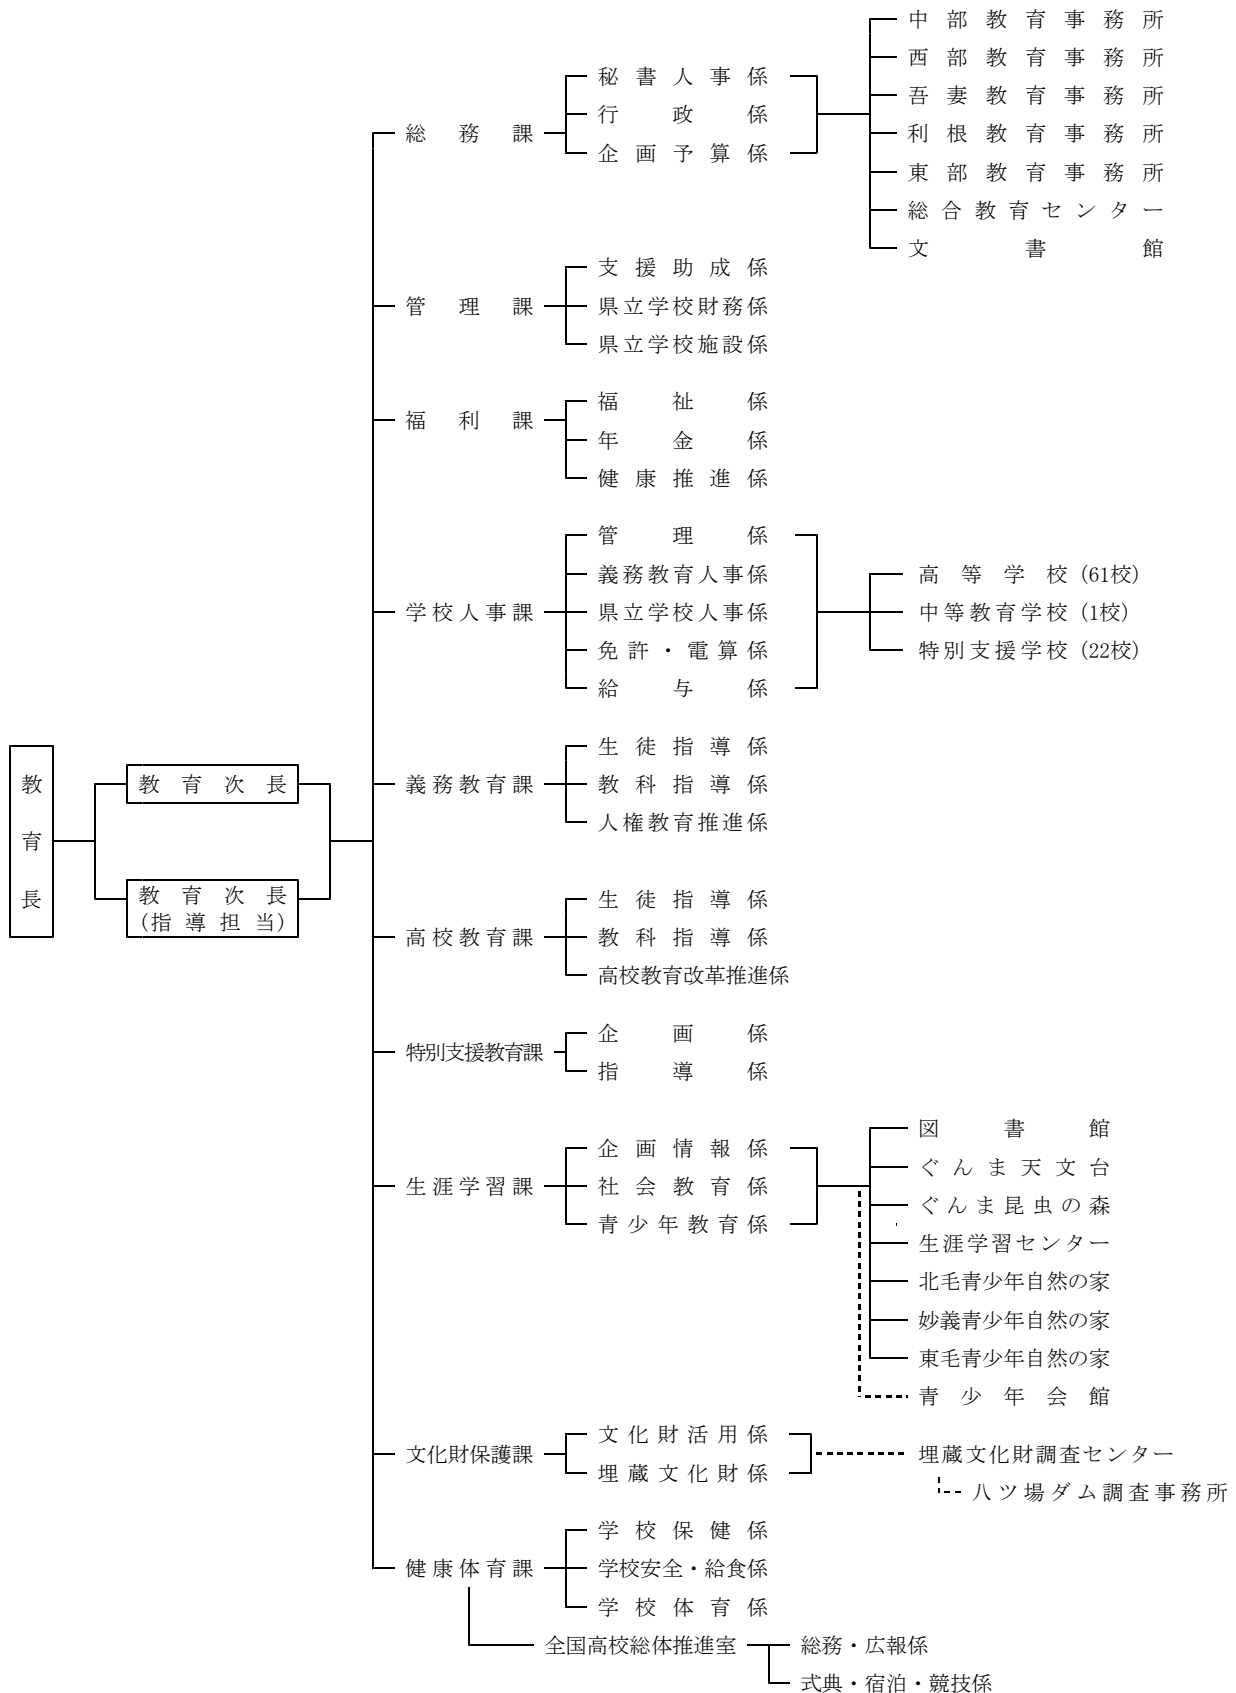 教育長
教育次長
教育次長
(指導担当)
総務課
秘書人事係
行政係
企画予算係
中部教育事務所
西部教育事務所
吾妻教育事務所
利根教育事務所
東部教育事務所
総合教育センター
文書館
管理課
支援助成係
県立学校財務係
県立学校施設係
福利課
福祉係
年金係
健康推進係
学校人事課
管理係
義務教育人事係
県立学校人事係
免許・電算係
給与係
高等学校(61校)
中等教育学校(1校)
特別支援学校(22校)
義務教育課
生徒指導係
教科指導係
人権教育推進係
高校教育課
生徒指導係
教科指導係
高校教育改革推進係
特別支援教育課
企画係
指導係
生涯学習課
企画情報係
社会教育係
青少年教育係
図書館
ぐんま天文台
ぐんま昆虫の森
生涯学習センター
北毛青少年自然の家
妙義青少年自然の家
東毛青少年自然の家
青少年会館
文化財保護課
文化財活用係
埋蔵文化財係
埋蔵文化財調査センター
八ツ場ダム調査事務所
健康体育課
学校保健係
学校安全・給食係
学校体育係
全国高校総体推進室
総務・広報係
式典・宿泊・競技係